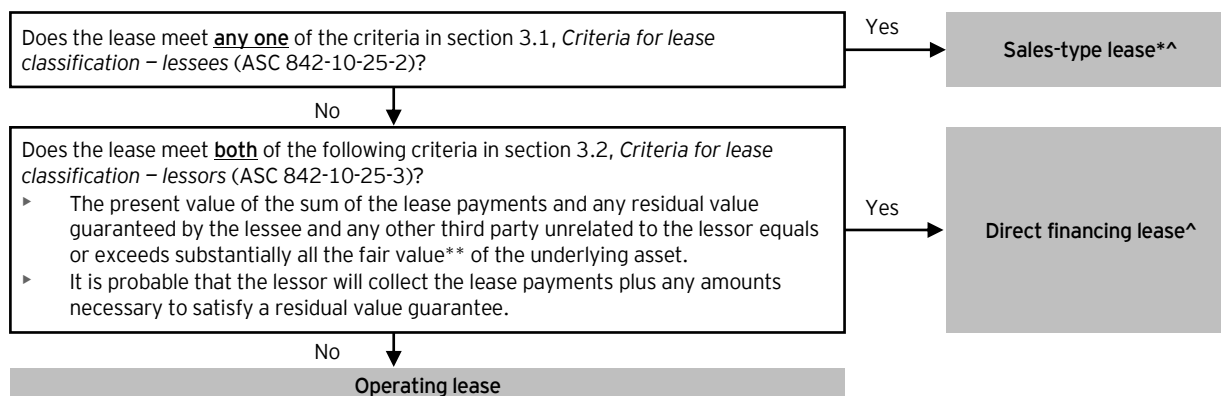 Does the lease meet any one of the criteria in section 3.1, Criteria for lease
classification – lessees (ASC 842-10-25-2)?
Yes
Sales-type lease*^
No
Does the lease meet both of the following criteria in section 3.2, Criteria for lease
classification – lessors (ASC 842-10-25-3)?
► The present value of the sum of the lease payments and any residual value
guaranteed by the lessee and any other third party unrelated to the lessor equals
or exceeds substantially all the fair value** of the underlying asset.
► It is probable that the lessor will collect the lease payments plus any amounts
necessary to satisfy a residual value guarantee.
Yes
Direct financing lease^
No
Operating lease